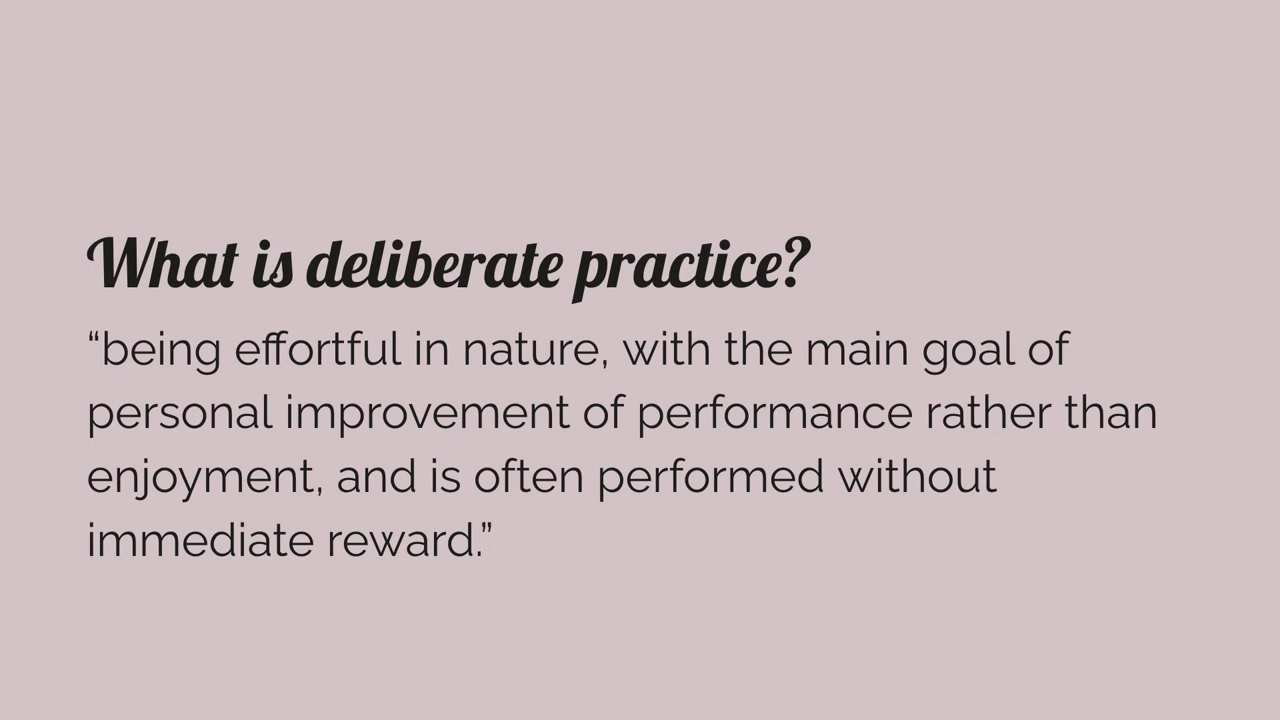 What is deliberate practice?
“being effortful in nature, with the main goal of
personal improvement of performance rather than
enjoyment, and is often performed without
immediate reward.”